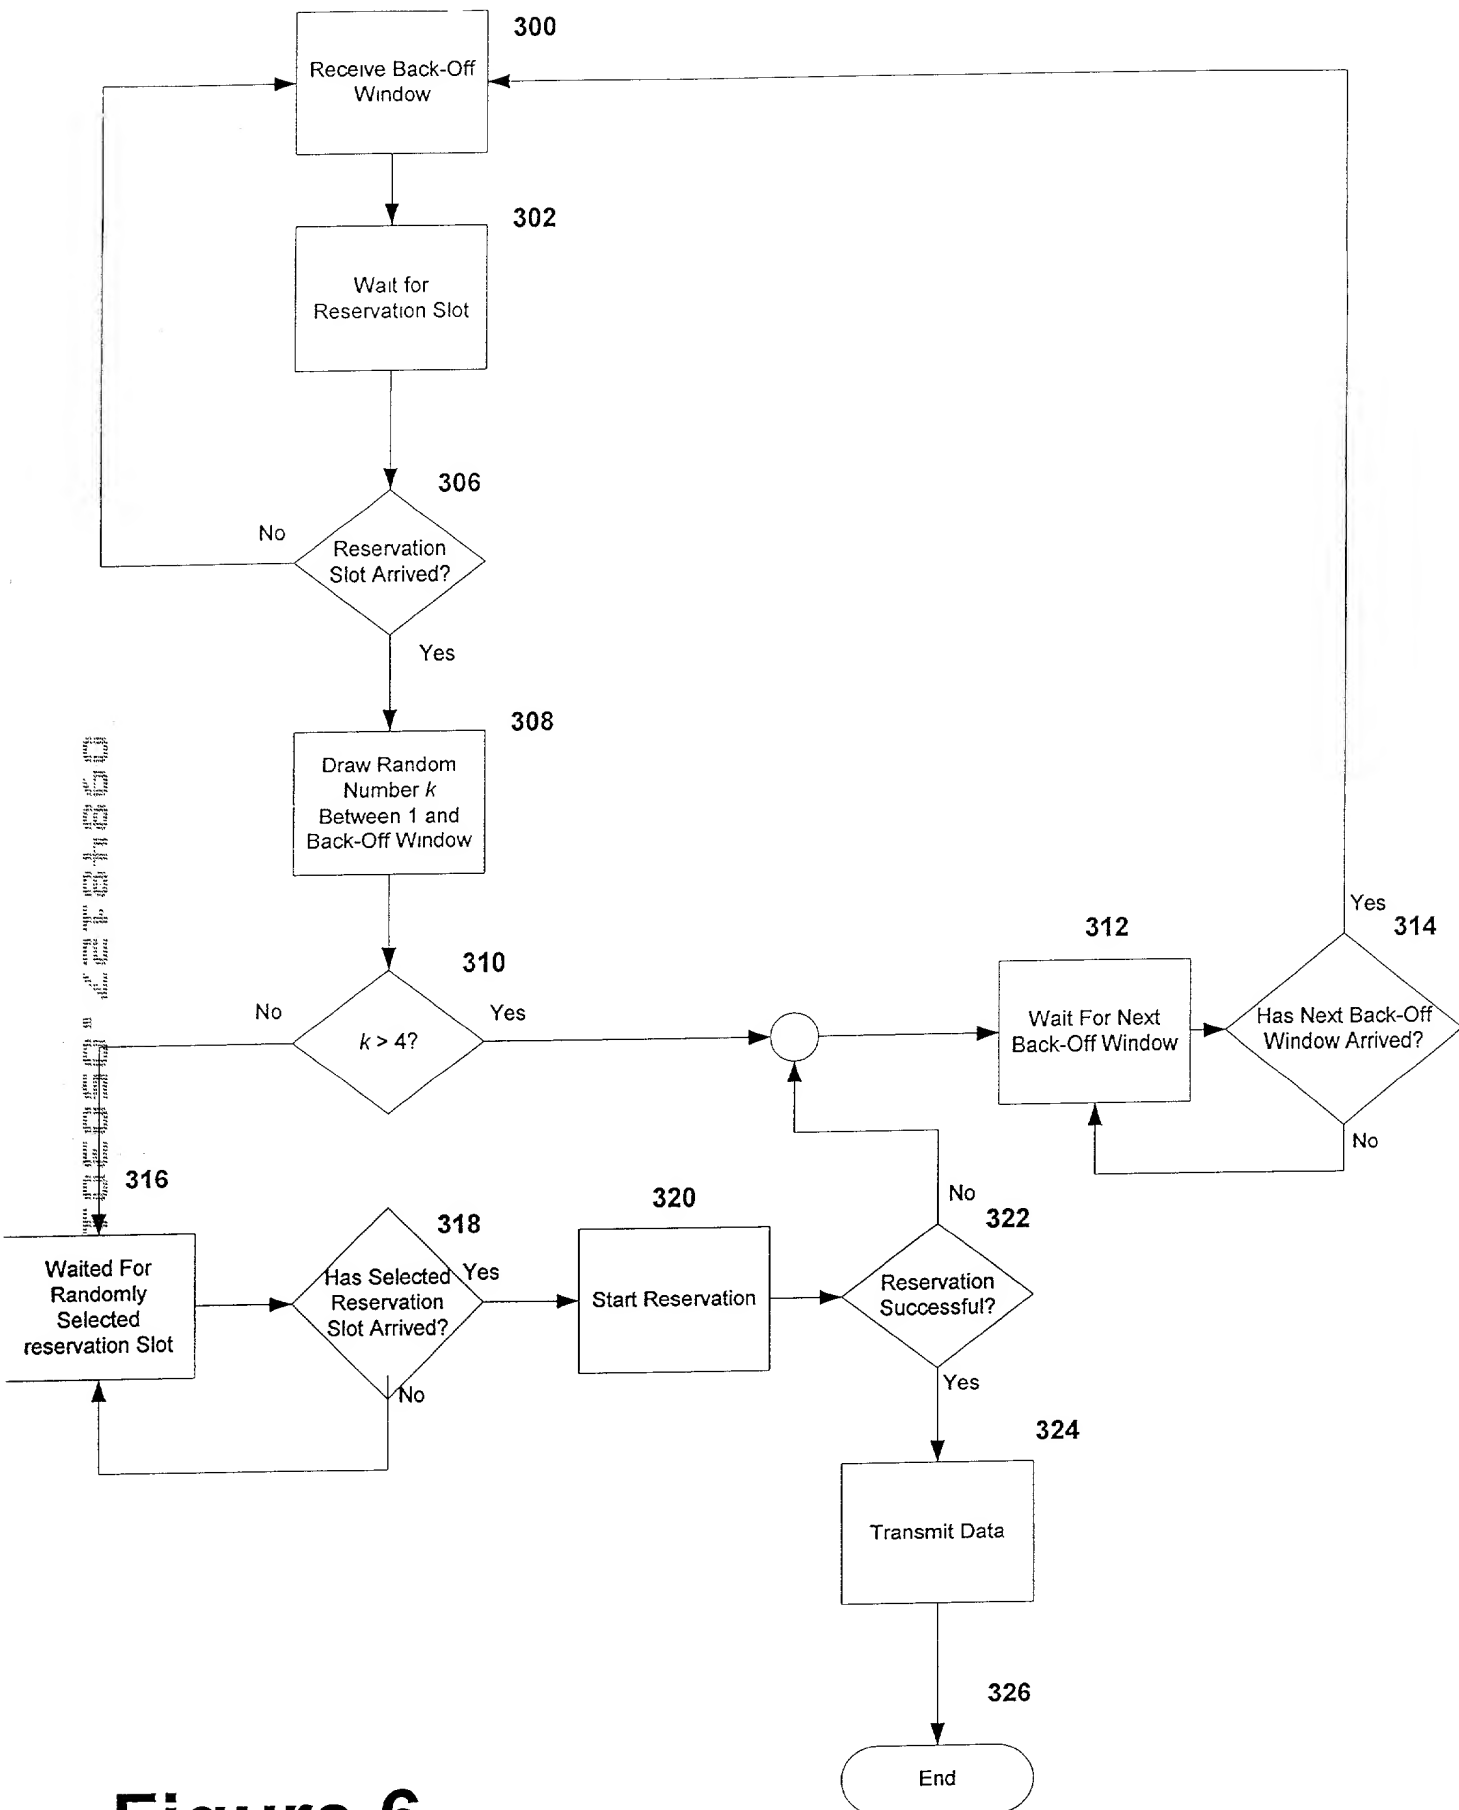 300
Receive Back-Off
Window
302
Wait for
Reservation Slot
306
No
Reservation
Slot Arrived?
Yes
308
Draw Random
Number k
Between 1 and
Back-Off Window
310
No
k > 4?
Yes
312
Wait For Next
Back-Off Window
Yes
314
Has Next Back-Off
Window Arrived?
No
316
Waited For
Randomly
Selected
reservation Slot
318
Has Selected
Reservation
Slot Arrived?
Yes
No
320
Start Reservation
No
322
Reservation
Successful?
Yes
324
Transmit Data
326
End
Figure 6